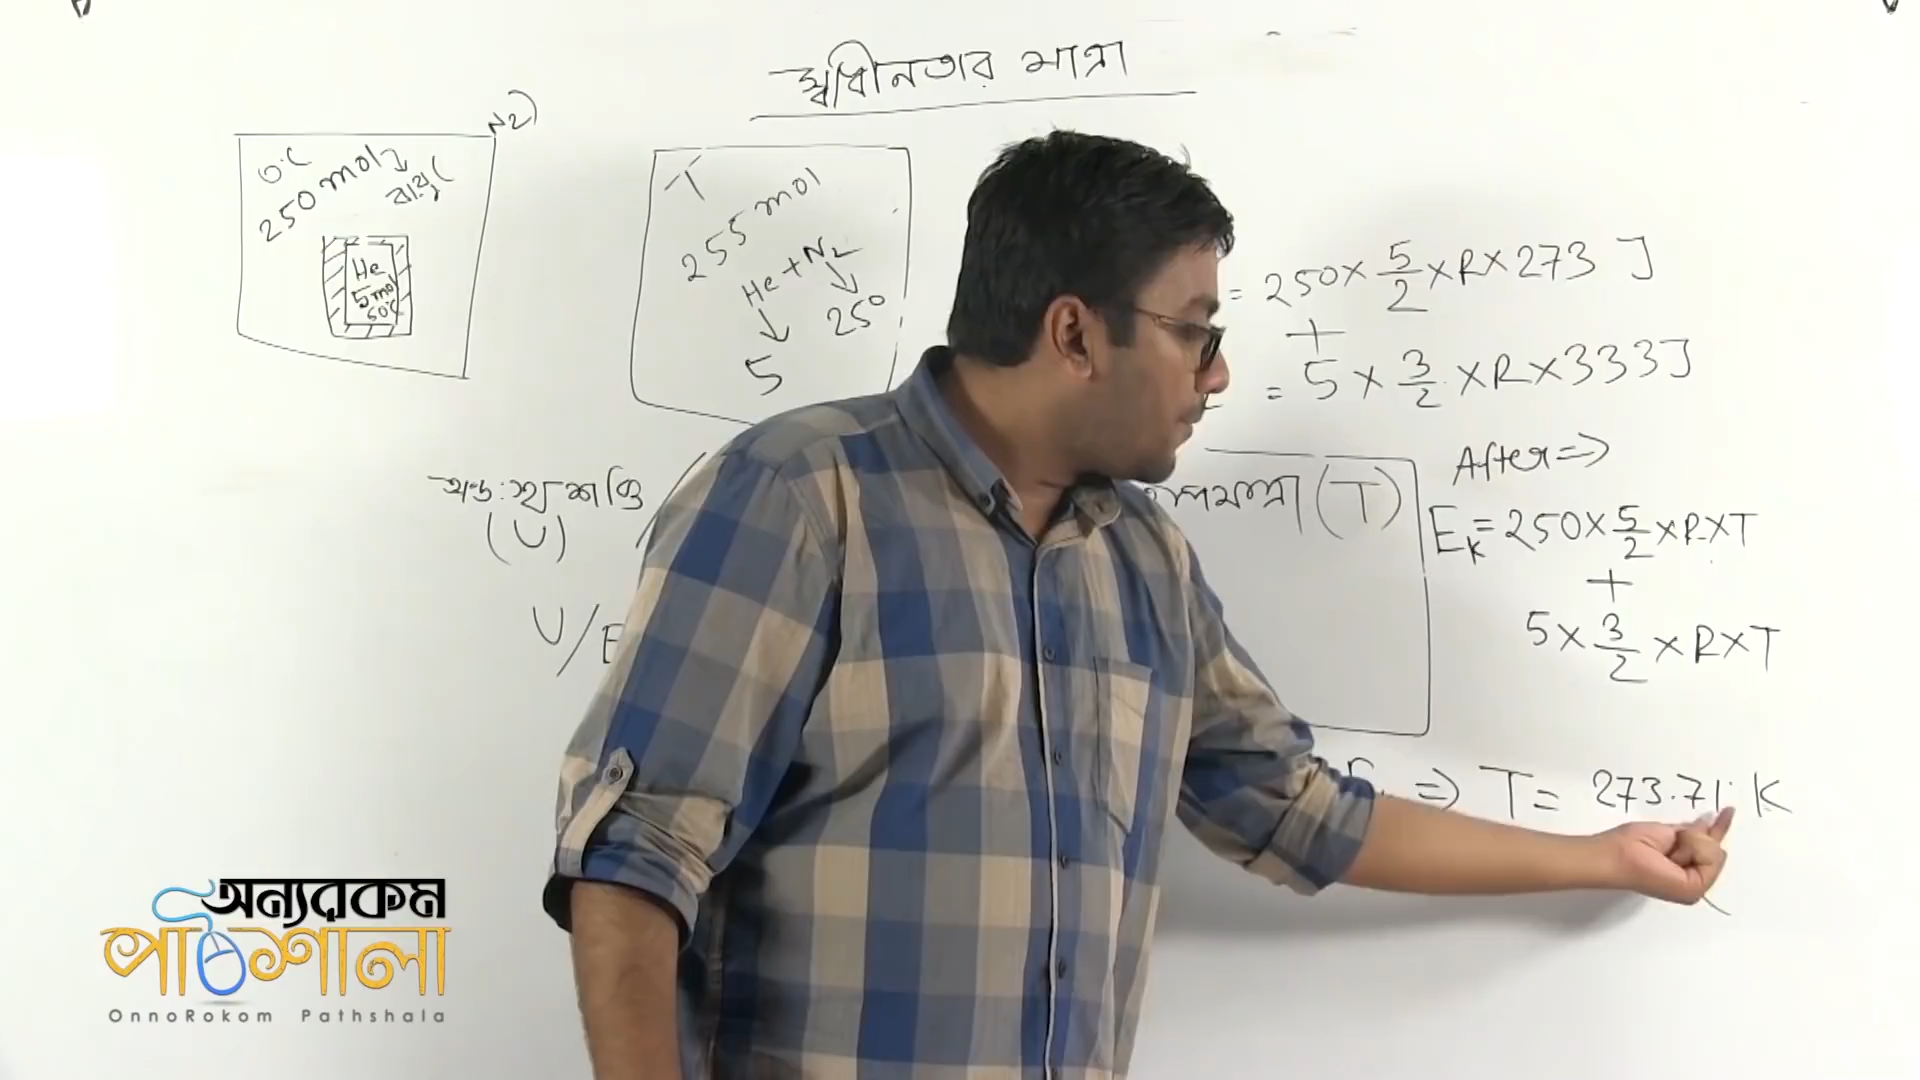 স্বাধীনতার মাত্রা
N2)
0°C
250 mol
বায়ু(
He
5 mol
60°C
T
255 mol
He + N2
5
250
= 250 × 5/2 × R × 273 J
+
= 5 × 3/2 × R × 333 J
After =>
অন্তঃস্থ শক্তি
(U)
(T)
Ek = 250 × 5/2 × R × T
+
5 × 3/2 × R × T
U/E
=> T = 273.71 K
অন্যরকম
পাঠশালা
OnnoRokom Pathshala